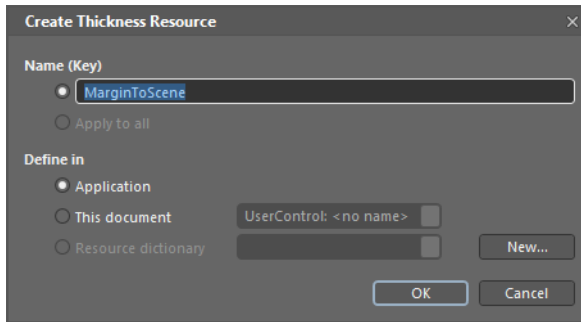 Create Thickness Resource
Name (Key)
MarginToScene
Apply to all
Define in
Application
This document UserControl: <no name>
Resource dictionary New...
OK Cancel